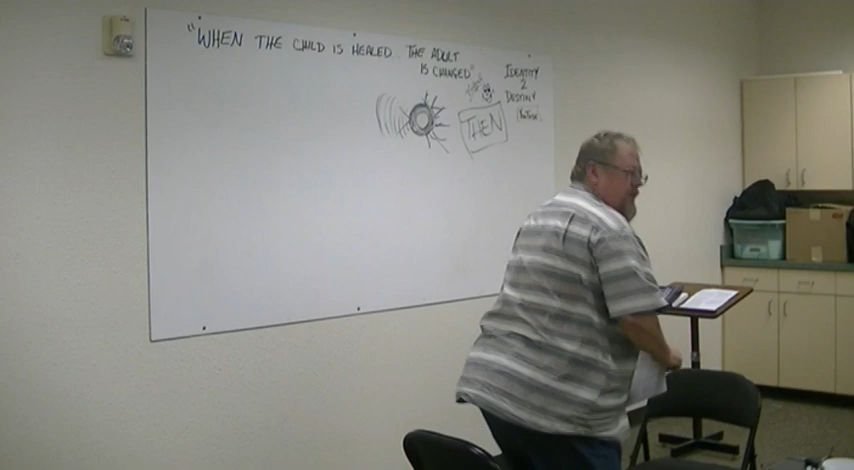 "WHEN THE CHILD IS HEALED THE ADULT
IS CHANGED"
IDENTITY
2
DESTINY
THEN